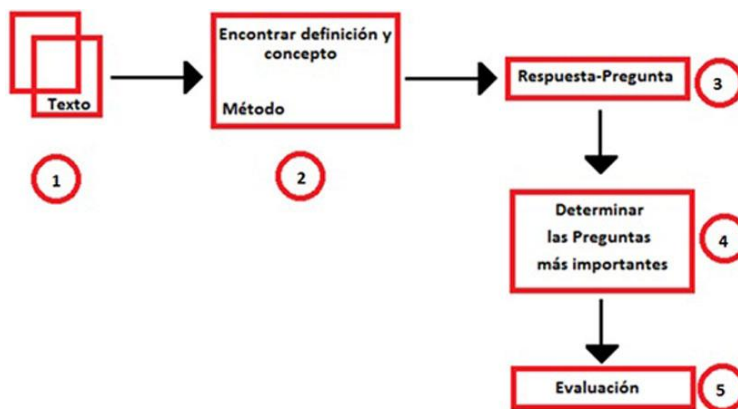 Texto
1
Encontrar definición y
concepto
Método
2
Respuesta-Pregunta
3
Determinar
las Preguntas
más importantes
4
Evaluación
5